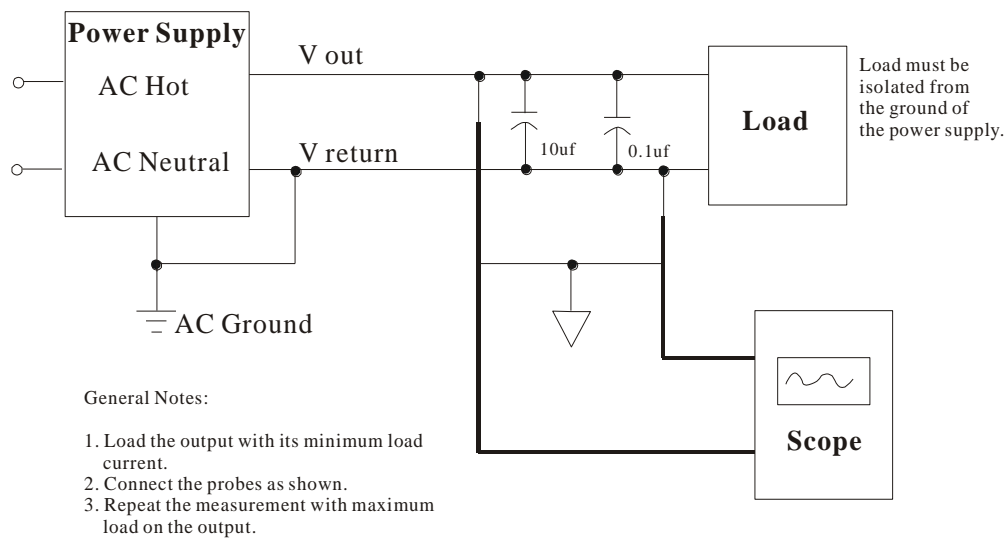 Power Supply
AC Hot
AC Neutral
V out
V return
10uf
0.1uf
Load
Load must be
isolated from
the ground of
the power supply.
AC Ground
Scope
General Notes:
1. Load the output with its minimum load
current.
2. Connect the probes as shown.
3. Repeat the measurement with maximum
load on the output.